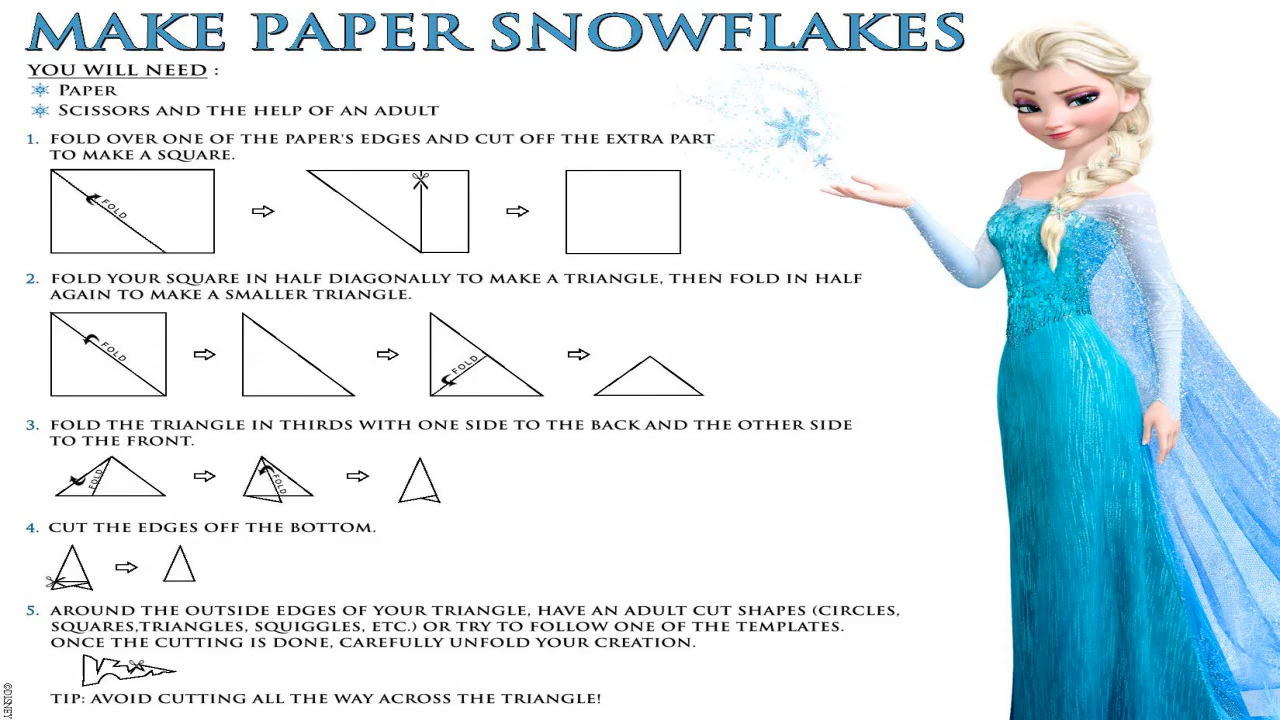 MAKE PAPER SNOWFLAKES
YOU WILL NEED :
PAPER
SCISSORS AND THE HELP OF AN ADULT
1. FOLD OVER ONE OF THE PAPER'S EDGES AND CUT OFF THE EXTRA PART
TO MAKE A SQUARE.
FOLD
2. FOLD YOUR SQUARE IN HALF DIAGONALLY TO MAKE A TRIANGLE, THEN FOLD IN HALF
AGAIN TO MAKE A SMALLER TRIANGLE.
FOLD
FOLD
3. FOLD THE TRIANGLE IN THIRDS WITH ONE SIDE TO THE BACK AND THE OTHER SIDE
TO THE FRONT.
FOLD
FOLD
4. CUT THE EDGES OFF THE BOTTOM.
5. AROUND THE OUTSIDE EDGES OF YOUR TRIANGLE, HAVE AN ADULT CUT SHAPES (CIRCLES,
SQUARES,TRIANGLES, SQUIGGLES, ETC.) OR TRY TO FOLLOW ONE OF THE TEMPLATES.
ONCE THE CUTTING IS DONE, CAREFULLY UNFOLD YOUR CREATION.
TIP: AVOID CUTTING ALL THE WAY ACROSS THE TRIANGLE!
©DISNEY